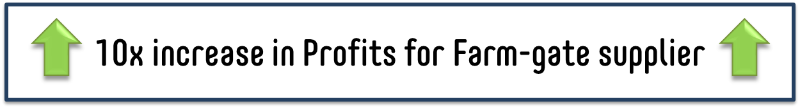 10x increase in Profits for Farm-gate supplier